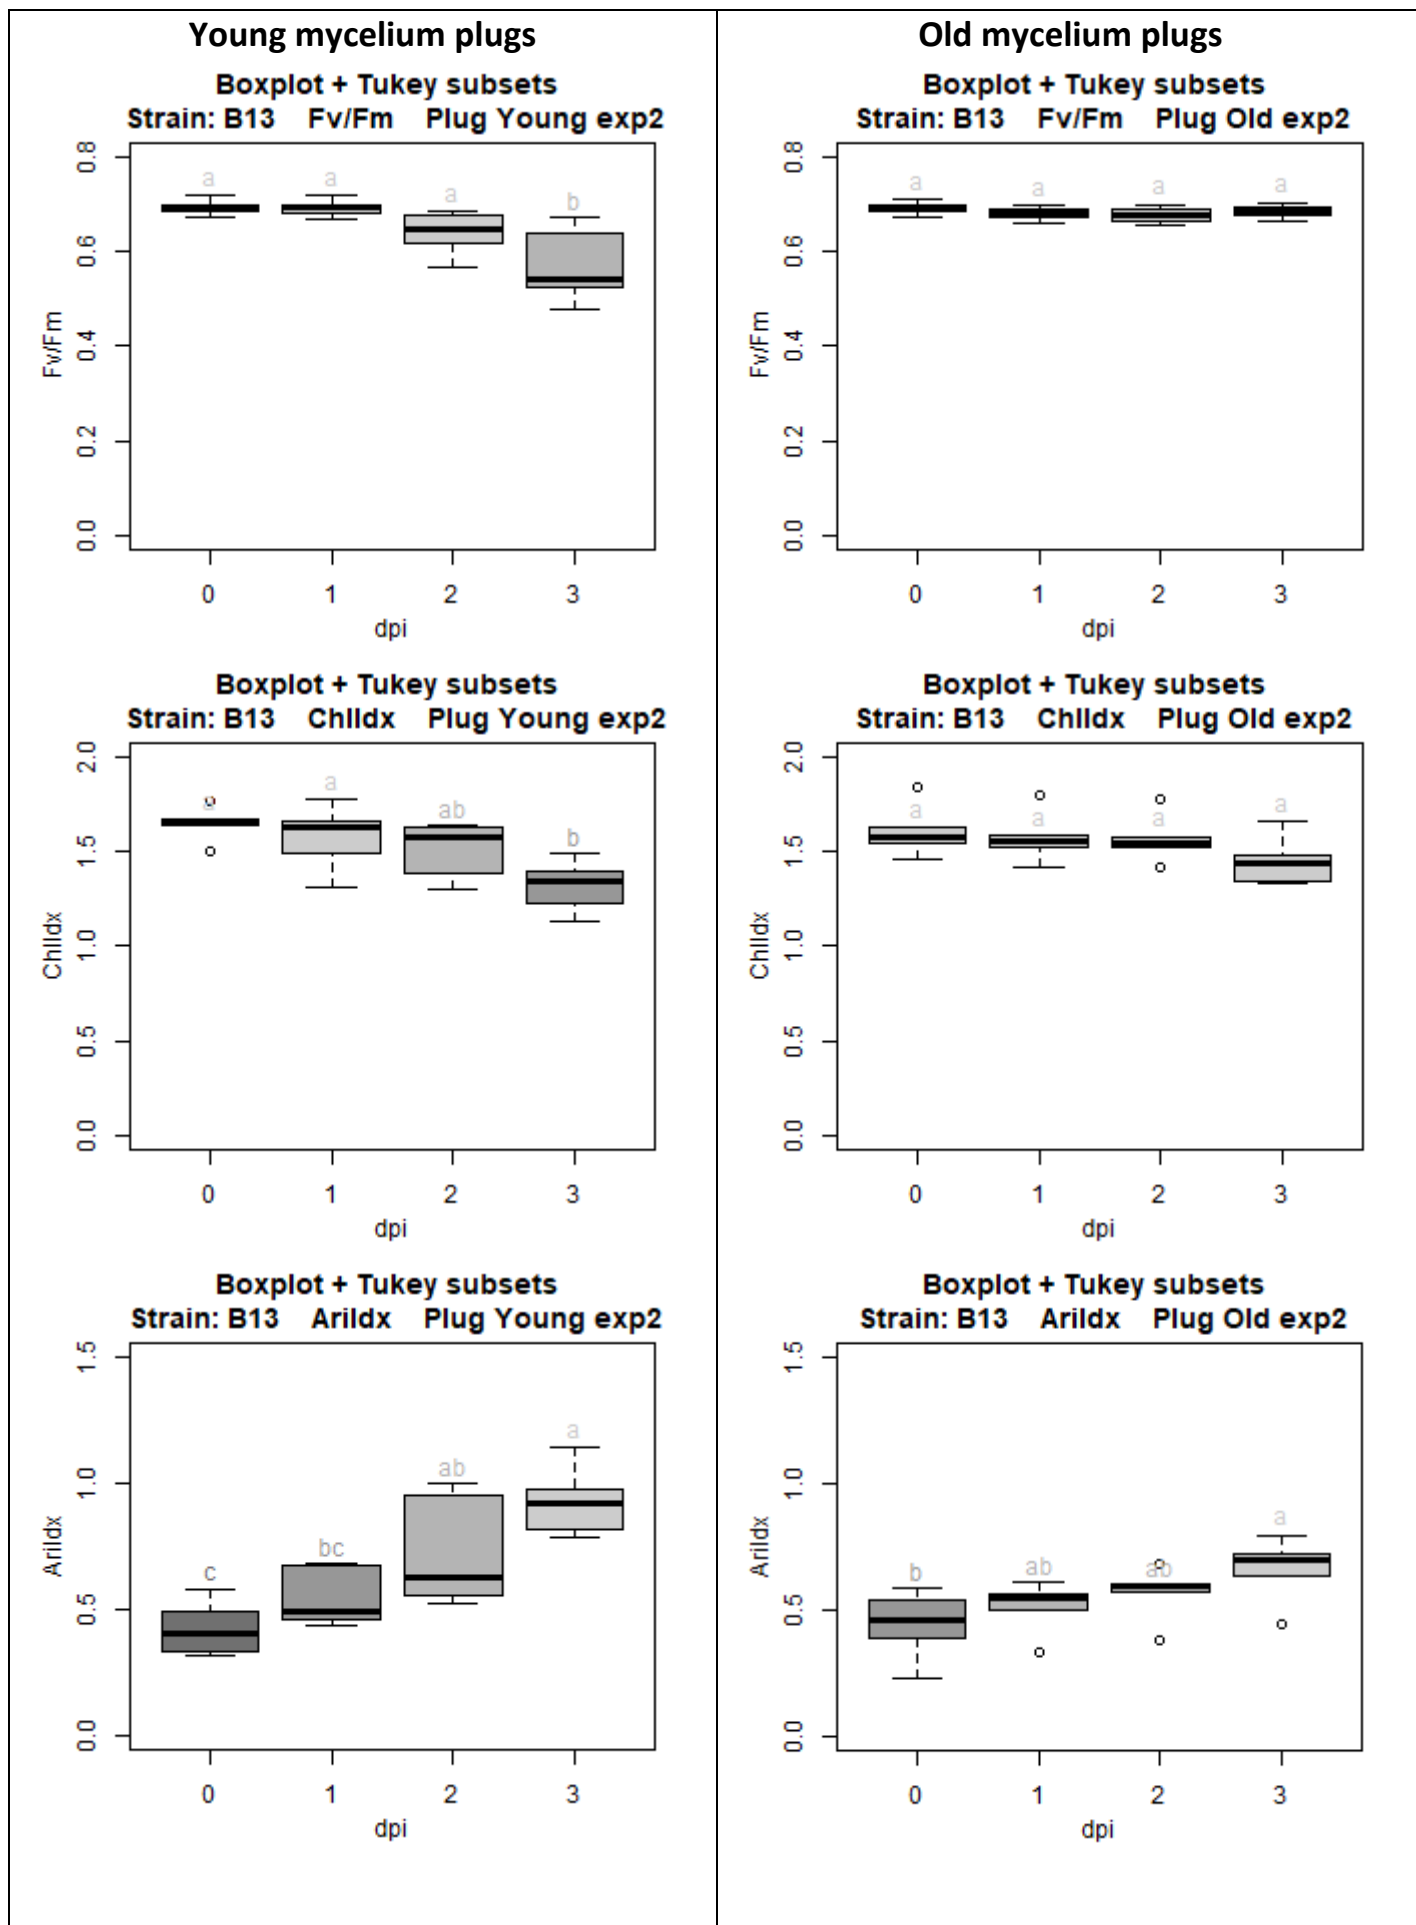 Young mycelium plugs
Boxplot + Tukey subsets
Strain: B13 Fv/Fm Plug Young exp2
0.8
0.6
0.4
0.2
0.0
Fv/Fm
a a a b
0 1 2 3
dpi
Boxplot + Tukey subsets
Strain: B13 ChlIdx Plug Young exp2
2.0
1.5
1.0
0.5
0.0
ChlIdx
a a ab b
0 1 2 3
dpi
Boxplot + Tukey subsets
Strain: B13 AriIdx Plug Young exp2
1.5
1.0
0.5
0.0
AriIdx
c bc ab a
0 1 2 3
dpi
Old mycelium plugs
Boxplot + Tukey subsets
Strain: B13 Fv/Fm Plug Old exp2
0.8
0.6
0.4
0.2
0.0
Fv/Fm
a a a a
0 1 2 3
dpi
Boxplot + Tukey subsets
Strain: B13 ChlIdx Plug Old exp2
2.0
1.5
1.0
0.5
0.0
ChlIdx
a a a a
0 1 2 3
dpi
Boxplot + Tukey subsets
Strain: B13 AriIdx Plug Old exp2
1.5
1.0
0.5
0.0
AriIdx
b ab ab a
0 1 2 3
dpi